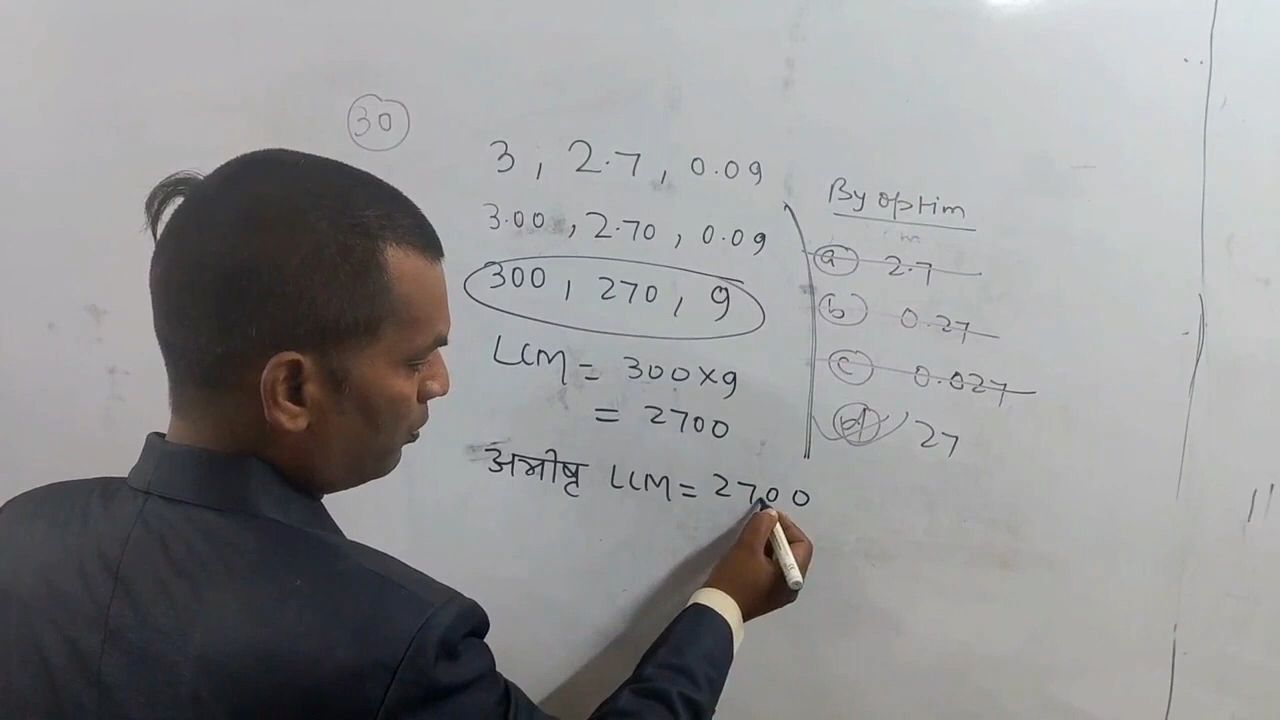 30
3, 2.7, 0.09
3.00, 2.70, 0.09
300, 270, 9
LCM = 300×9
= 2700
अभीष्ट LCM = 2700
By optim
(a) 2.7
(b) 0.27
(c) 0.027
(d) 27